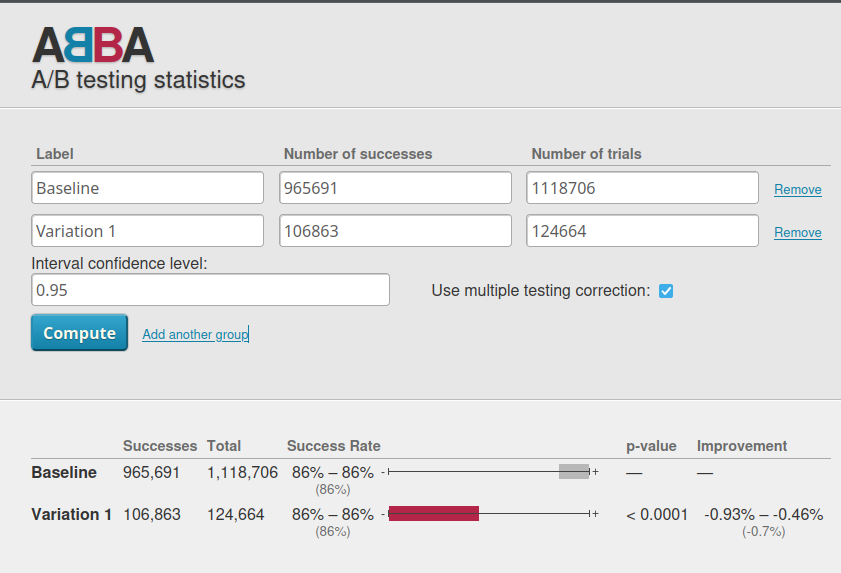 ABBA
A/B testing statistics
Label Number of successes Number of trials
Baseline 965691 1118706 Remove
Variation 1 106863 124664 Remove
Interval confidence level:
0.95 Use multiple testing correction:
Compute Add another group
Successes Total Success Rate p-value Improvement
Baseline 965,691 1,118,706 86% – 86% - + — —
(86%)
Variation 1 106,863 124,664 86% – 86% - + < 0.0001 -0.93% – -0.46%
(86%) (-0.7%)